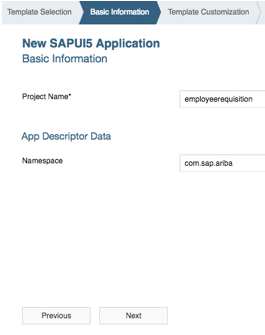 Template Selection Basic Information Template Customization
New SAPUI5 Application
Basic Information
Project Name* employeerequisition
App Descriptor Data
Namespace com.sap.ariba
Previous Next